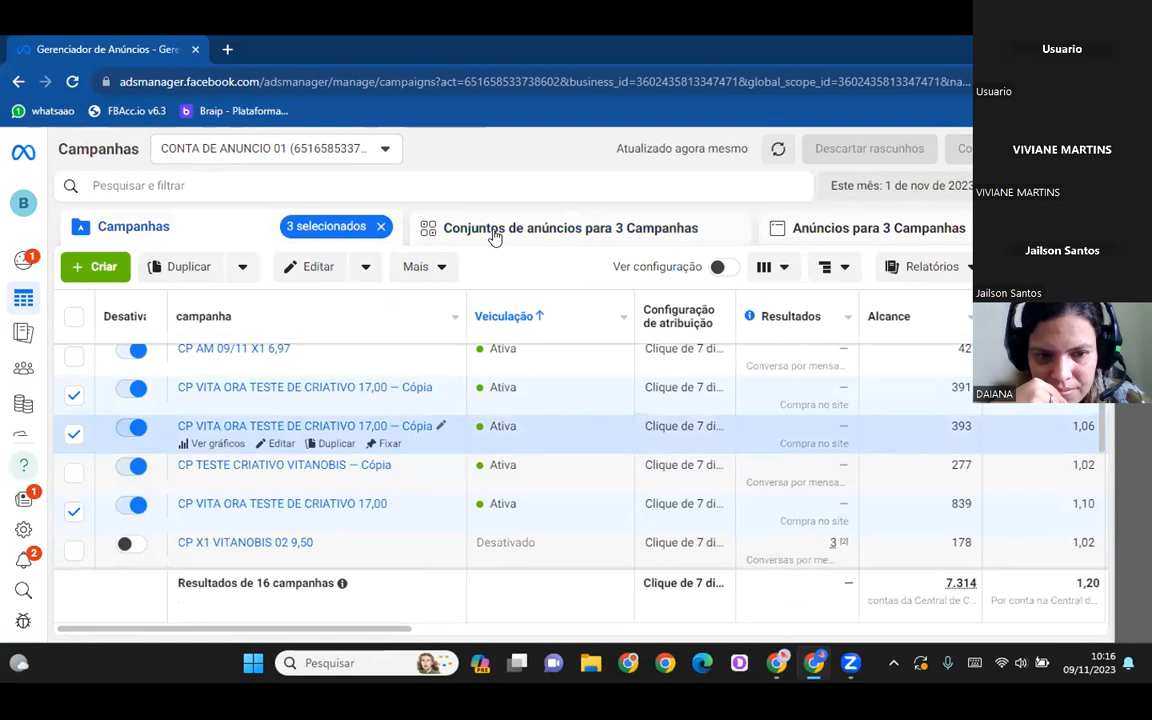 Gerenciador de Anúncios - Gere
adsmanager.facebook.com/adsmanager/manage/campaigns?act=651658533738602&business_id=3602435813347471&global_scope_id=3602435813347471&na...
whatsaao
FBAcc.io v6.3
Braip - Plataforma...
Campanhas
CONTA DE ANUNCIO 01 (6516585337...
Atualizado agora mesmo
Descartar rascunhos
Co
Pesquisar e filtrar
Este mês: 1 de nov de 2023
B
Campanhas
3 selecionados
Conjuntos de anúncios para 3 Campanhas
Anúncios para 3 Campanhas
1
+ Criar
Duplicar
Editar
Mais
Ver configuração
Relatórios
Desativa
campanha
Veiculação ↑
Configuração
de atribuição
Resultados
Alcance
CP AM 09/11 X1 6,97
Ativa
Clique de 7 di...
—
42
Conversa por mensa...
CP VITA ORA TESTE DE CRIATIVO 17,00 — Cópia
Ativa
Clique de 7 di...
—
391
Compra no site
CP VITA ORA TESTE DE CRIATIVO 17,00 — Cópia
Ativa
Clique de 7 di...
—
393
1,06
Ver gráficos
Editar
Duplicar
Fixar
Compra no site
CP TESTE CRIATIVO VITANOBIS — Cópia
Ativa
Clique de 7 di...
—
277
1,02
Conversa por mensa...
1
CP VITA ORA TESTE DE CRIATIVO 17,00
Ativa
Clique de 7 di...
—
839
1,10
Compra no site
CP X1 VITANOBIS 02 9,50
Desativado
Clique de 7 di...
3 [2]
178
1,02
Conversas por me...
2
Resultados de 16 campanhas
Clique de 7 di...
—
7.314
1,20
contas da Central de C...
Por conta na Central d...
Usuario
Usuario
VIVIANE MARTINS
VIVIANE MARTINS
Jailson Santos
Jailson Santos
DAIANA
Pesquisar
10:16
09/11/2023